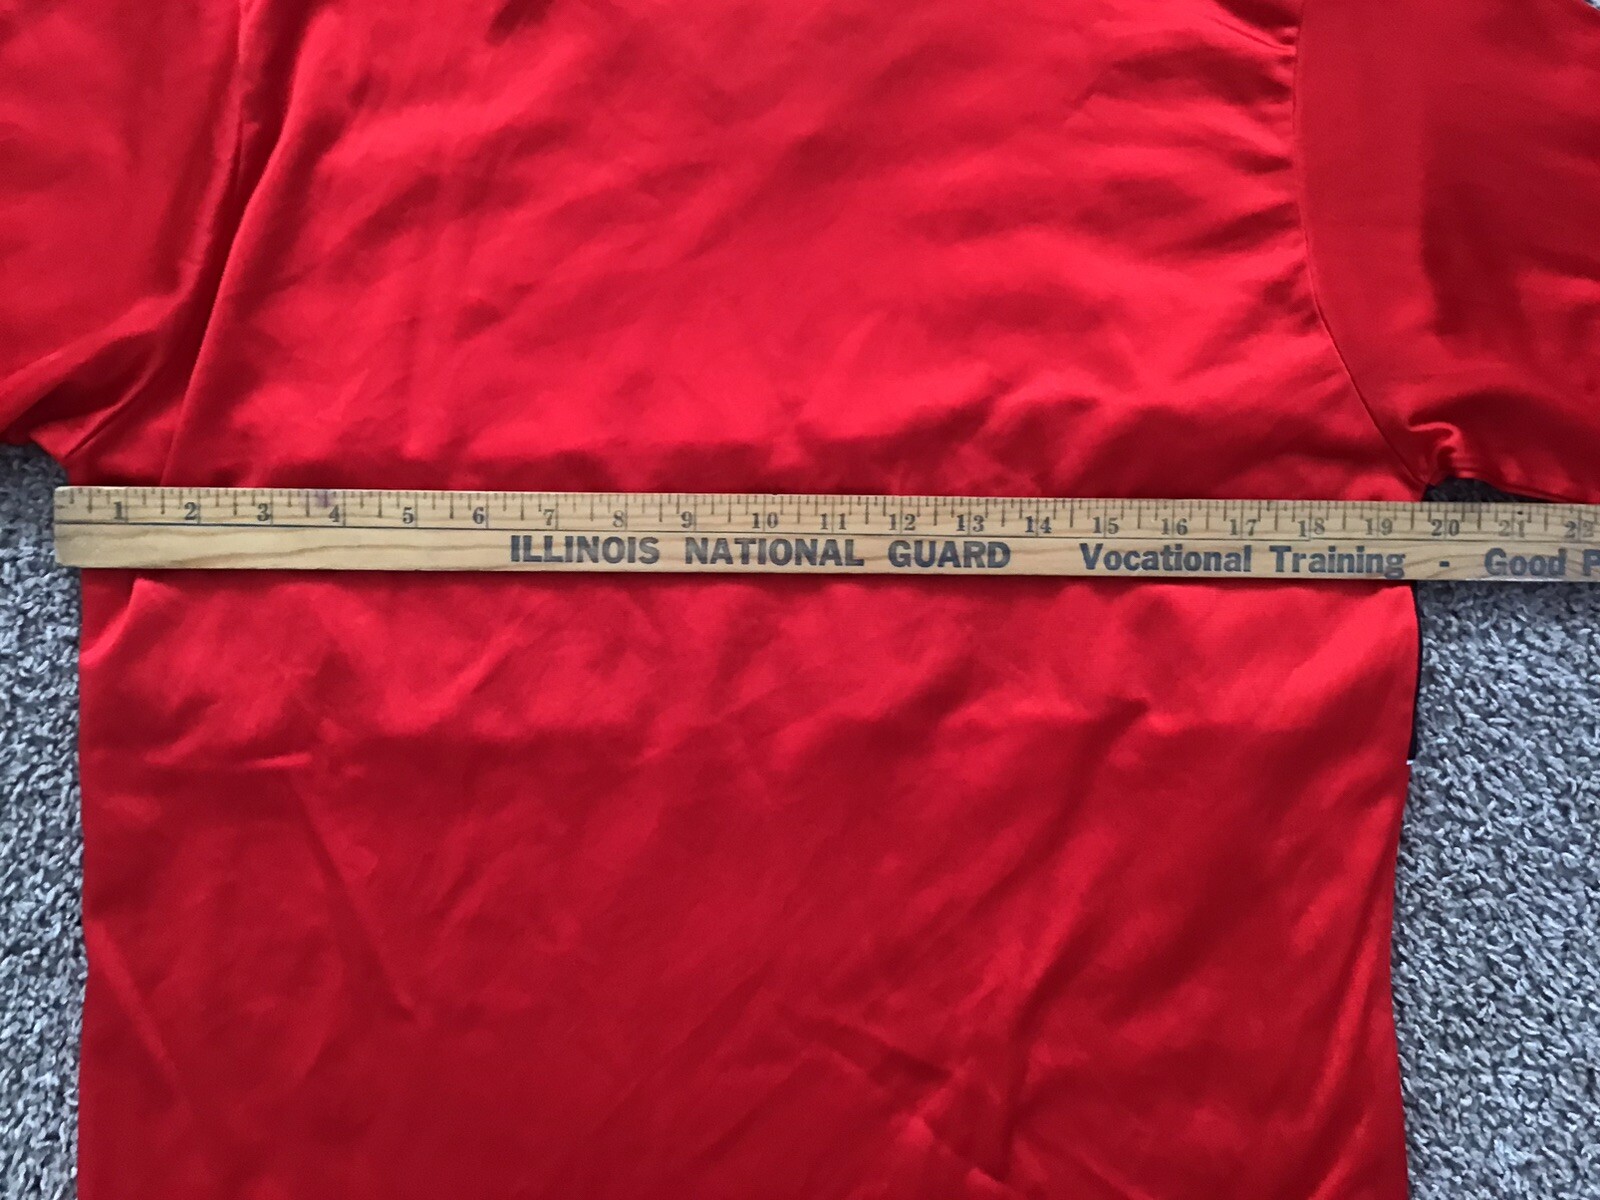 1 2 3 4 5 6 7 8 9 10 11 12 13 14 15 16 17 18 19 20 21 22
ILLINOIS NATIONAL GUARD Vocational Training - Good